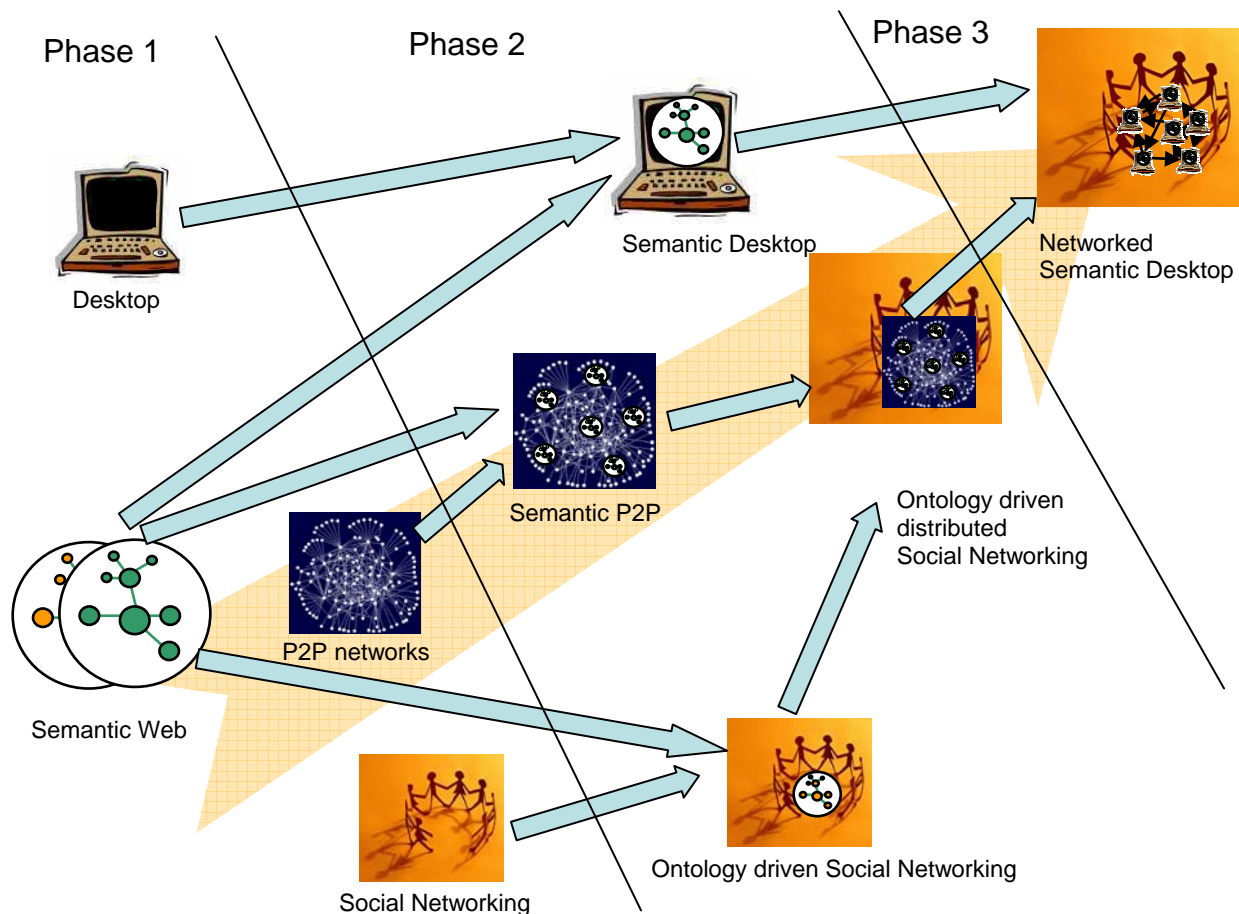 Phase 1
Phase 2
Phase 3
Desktop
Semantic Desktop
Networked
Semantic Desktop
Semantic P2P
Ontology driven
distributed
Social Networking
P2P networks
Semantic Web
Ontology driven Social Networking
Social Networking